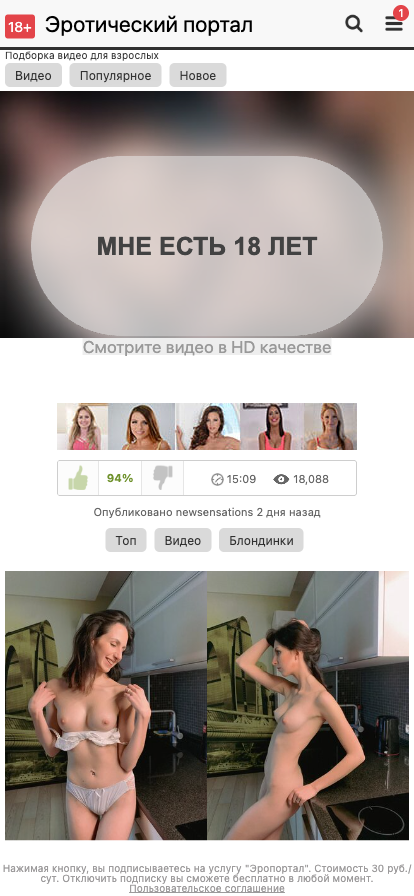 18+ Эротический портал 1
Подборка видео для взрослых
Видео Популярное Новое
МНЕ ЕСТЬ 18 ЛЕТ
Смотрите видео в HD качестве
94% 15:09 18,088
Опубликовано newsensations 2 дня назад
Топ Видео Блондинки
Нажимая кнопку, вы подписываетесь на услугу "Эропортал". Стоимость 30 руб./
сут. Отключить подписку вы сможете бесплатно в любой момент.
Пользовательское соглашение